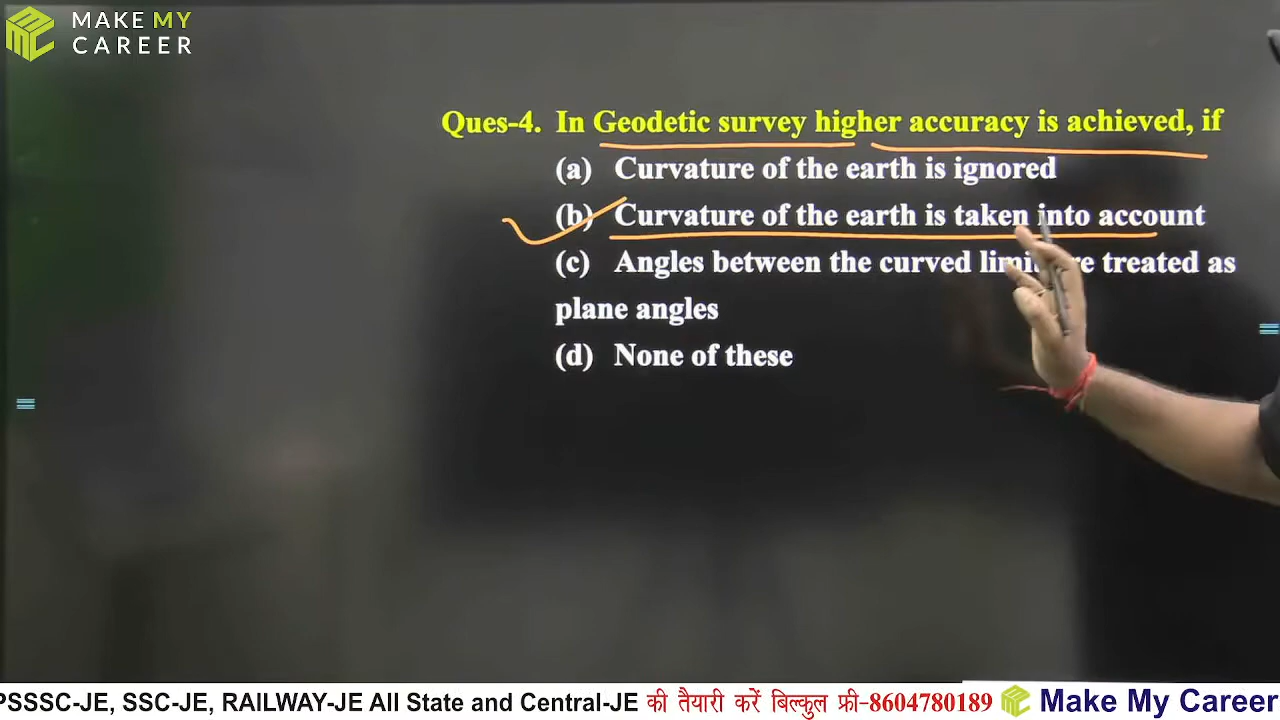 MAKE MY
CAREER
Ques-4. In Geodetic survey higher accuracy is achieved, if
(a) Curvature of the earth is ignored
(b) Curvature of the earth is taken into account
(c) Angles between the curved treated as
plane angles
(d) None of these
PSSSC-JE, SSC-JE, RAILWAY-JE All State and Central-JE की तैयारी करें बिल्कुल फ्री-8604780189 Make My Career